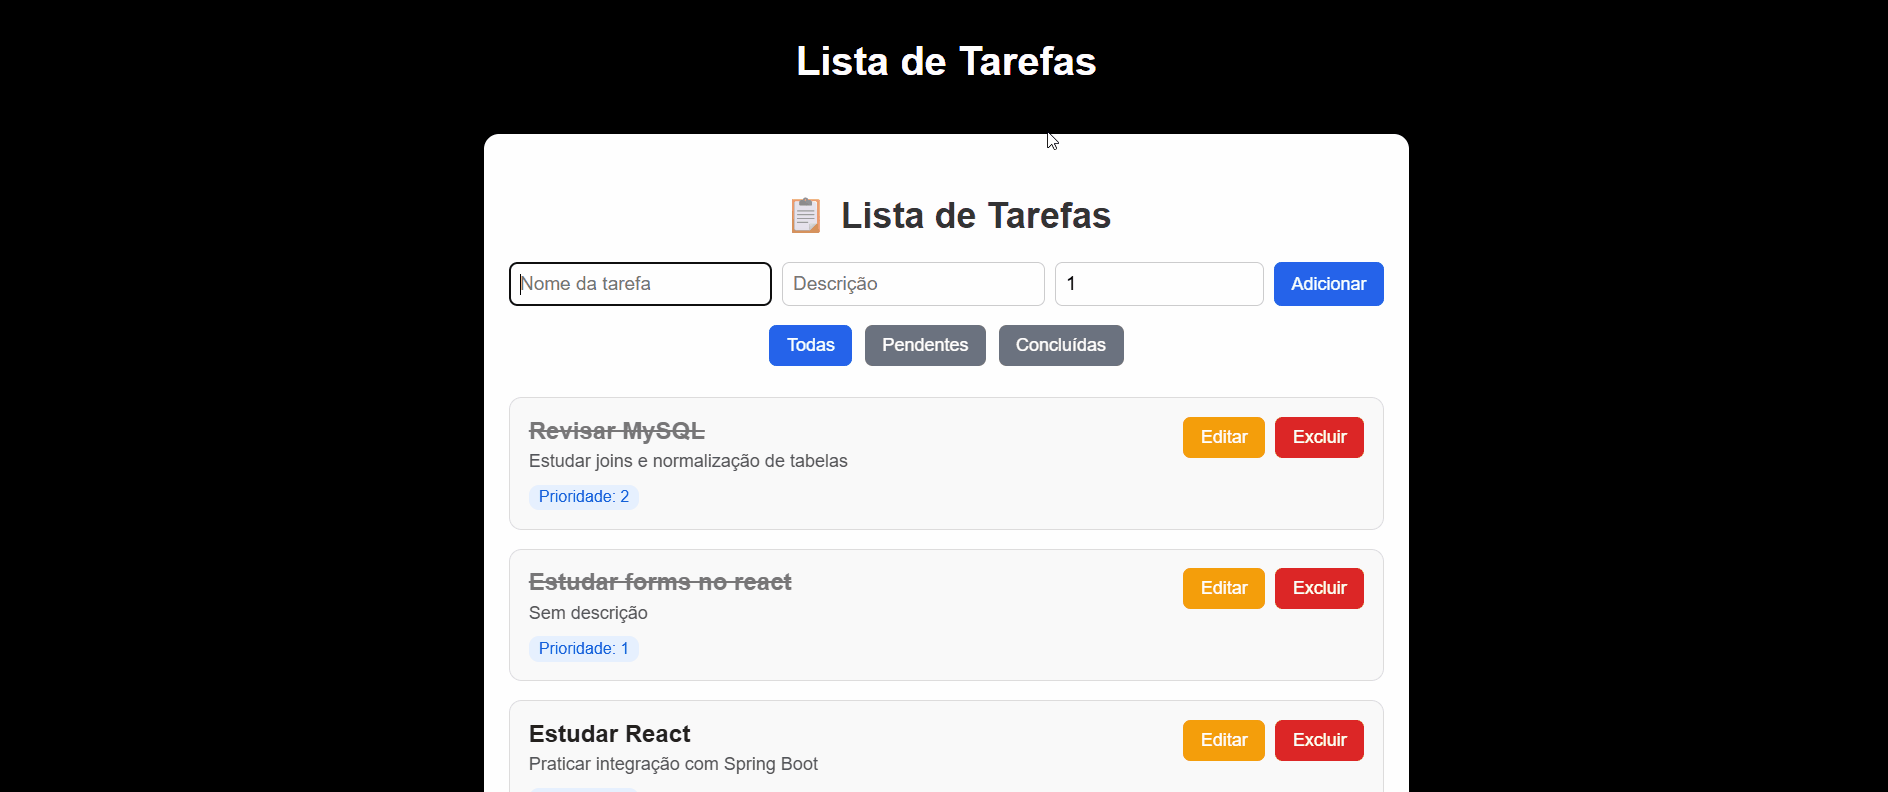 Lista de Tarefas
Lista de Tarefas
Nome da tarefa Descrição 1 Adicionar
Todas Pendentes Concluídas
Revisar MySQL Editar Excluir
Estudar joins e normalização de tabelas
Prioridade: 2
Estudar forms no react Editar Excluir
Sem descrição
Prioridade: 1
Estudar React Editar Excluir
Praticar integração com Spring Boot